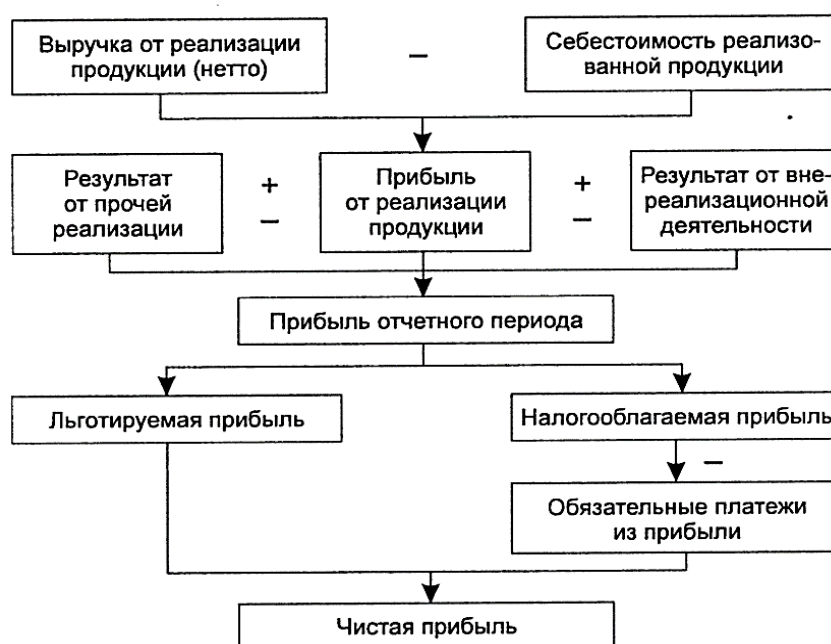 Выручка от реализации
продукции (нетто)
–
Себестоимость реализо-
ванной продукции
Результат
от прочей
реализации
+
–
Прибыль
от реализации
продукции
+
–
Результат от вне-
реализационной
деятельности
Прибыль отчетного периода
Льготируемая прибыль
Налогооблагаемая прибыль
–
Обязательные платежи
из прибыли
Чистая прибыль